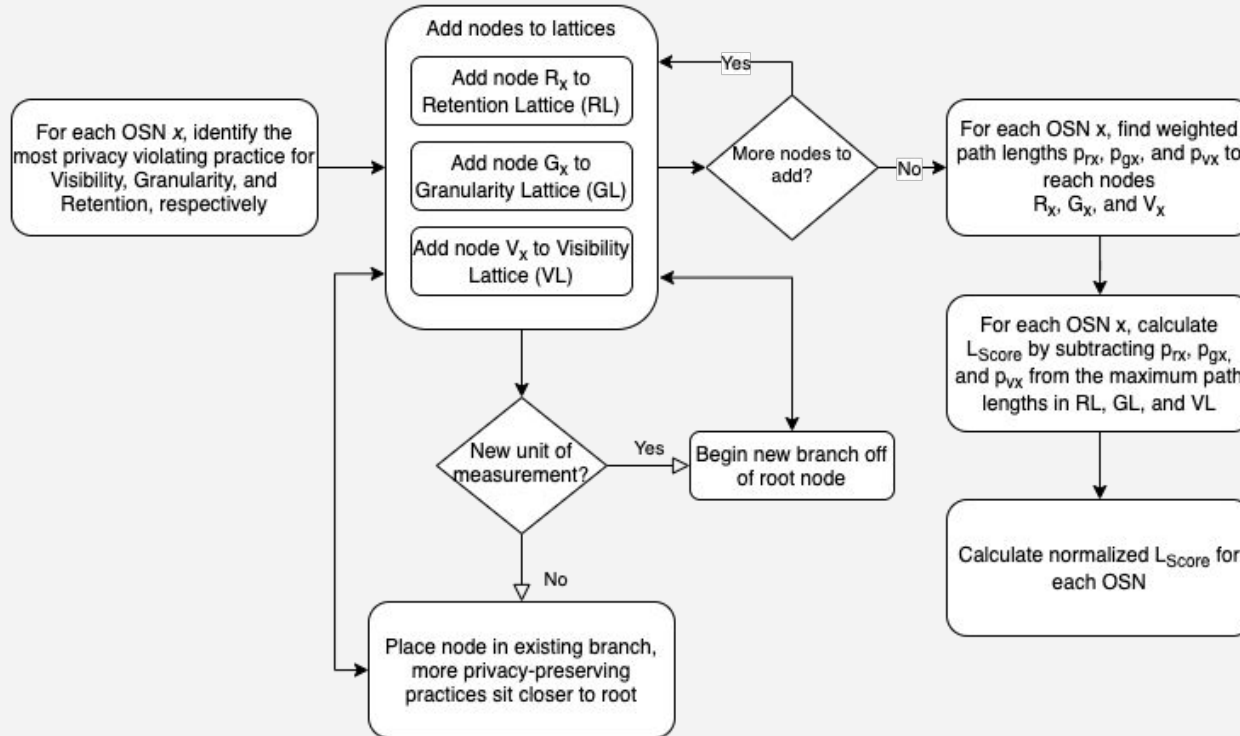 Add nodes to lattices
Add node Rx to
Retention Lattice (RL)
Add node Gx to
Granularity Lattice (GL)
Add node Vx to Visibility
Lattice (VL)
For each OSN x, identify the
most privacy violating practice for
Visibility, Granularity, and
Retention, respectively
Yes
More nodes to
add?
No
For each OSN x, find weighted
path lengths prx, pgx, and pvx to
reach nodes
Rx, Gx, and Vx
For each OSN x, calculate
LScore by subtracting prx, pgx,
and pvx from the maximum path
lengths in RL, GL, and VL
New unit of
measurement?
Yes
Begin new branch off
of root node
No
Place node in existing branch,
more privacy-preserving
practices sit closer to root
Calculate normalized LScore for
each OSN